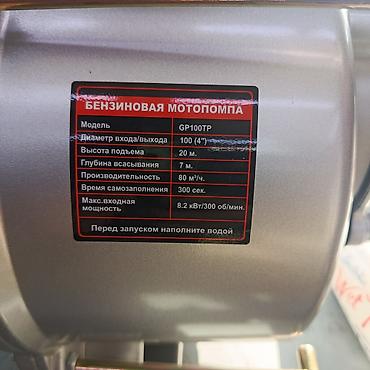 БЕНЗИНОВАЯ МОТОПОМПА
Модель GP100TP
Диаметр входа/выхода 100 (4")
Высота подъема 20 м.
Глубина всасывания 7 м.
Производительность 80 м³/ч.
Время самозаполнения 300 сек.
Макс.входная мощность 8.2 кВт/300 об/мин.
Перед запуском наполните водой